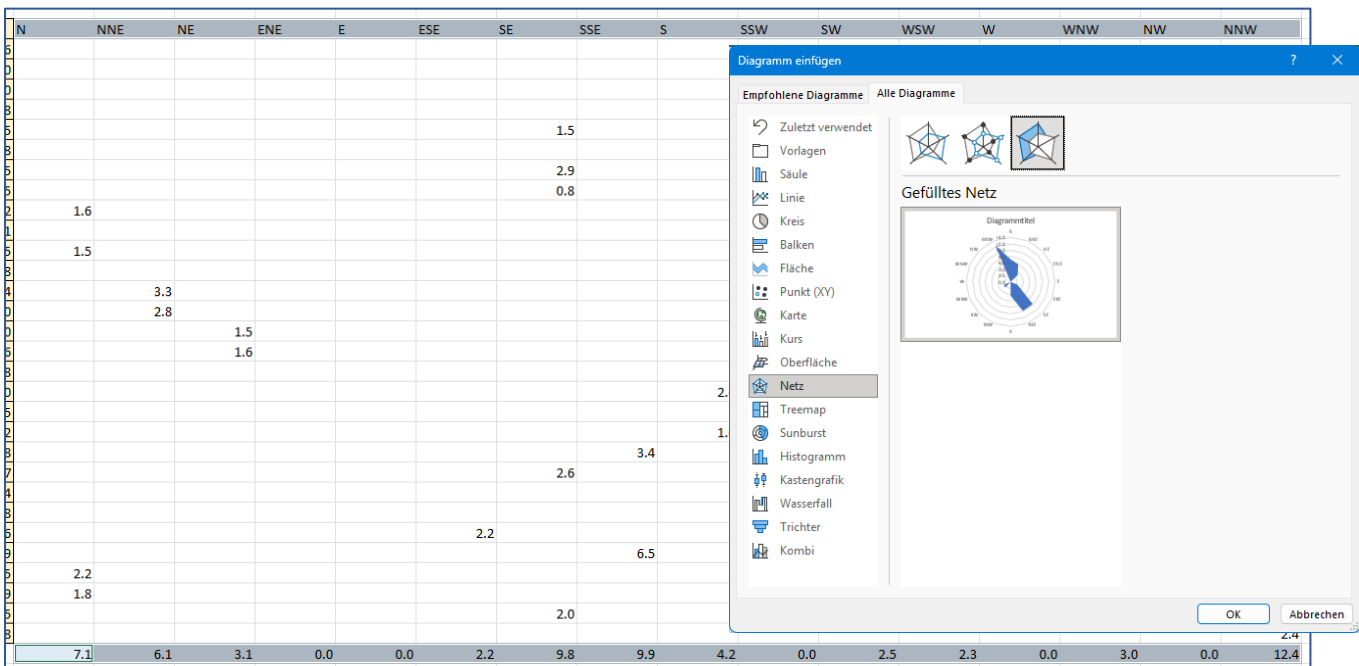 N NNE NE ENE E ESE SE SSE S SSW SW WSW W WNW NW NNW
Diagramm einfügen ? ×
Empfohlene Diagramme Alle Diagramme
Zuletzt verwendet
1.5
Vorlagen
2.9
Säule
0.8
Linie
Gefülltes Netz
1.6
Kreis
Diagrammtitel
Balken
1.5
Fläche
3.3
Punkt (XY)
2.8
Karte
1.5
Kurs
1.6
Oberfläche
Netz
Treemap
Sunburst
3.4
Histogramm
2.6
Kastengrafik
Wasserfall
2.2
Trichter
6.5
Kombi
2.2
1.8
2.0
OK Abbrechen
2.4
7.1 6.1 3.1 0.0 0.0 2.2 9.8 9.9 4.2 0.0 2.5 2.3 0.0 3.0 0.0 12.4